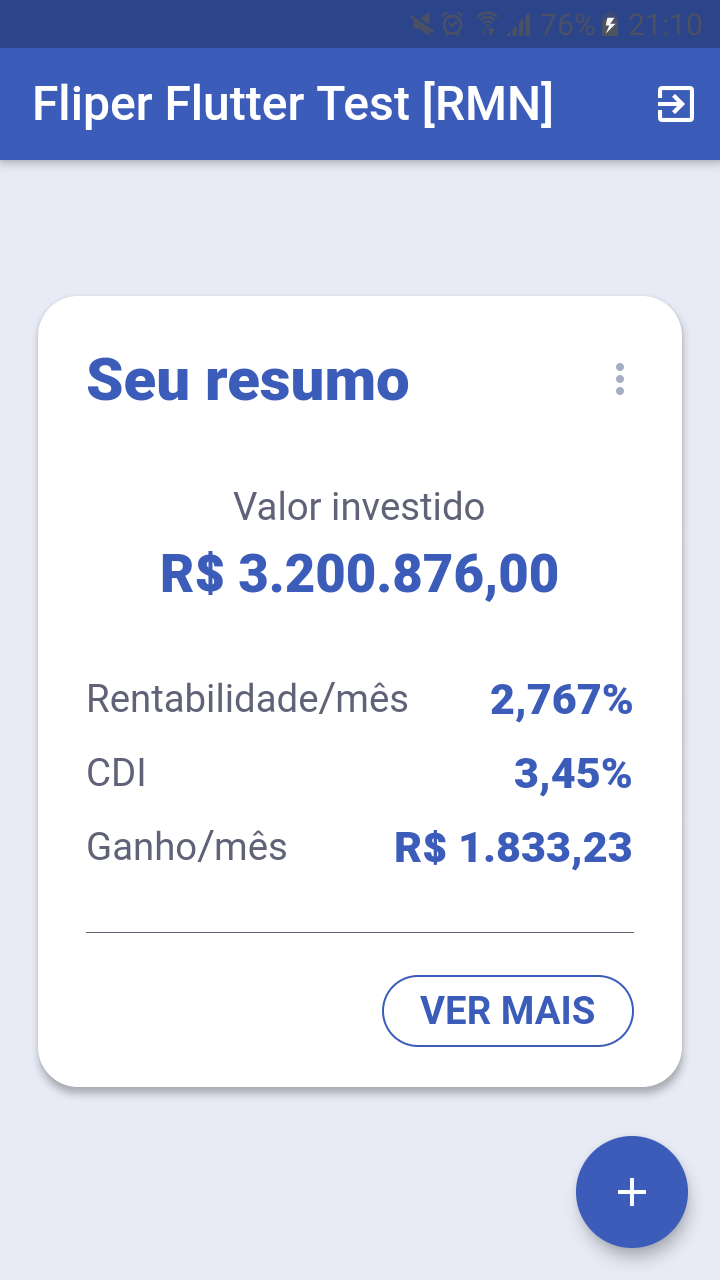 76% 21:10
Fliper Flutter Test [RMN]
Seu resumo
Valor investido
R$ 3.200.876,00
Rentabilidade/mês 2,767%
CDI 3,45%
Ganho/mês R$ 1.833,23
VER MAIS